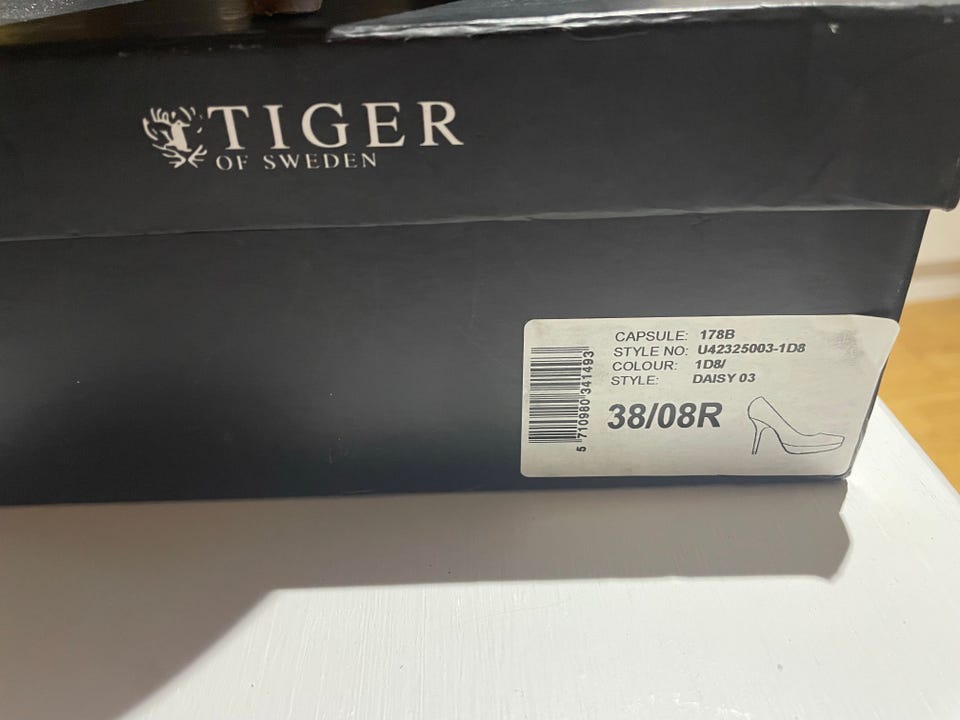 TIGER
OF SWEDEN
CAPSULE: 178B
STYLE NO: U42325003-1D8
COLOUR: 1D8/
STYLE: DAISY 03
38/08R
5 710980 341493